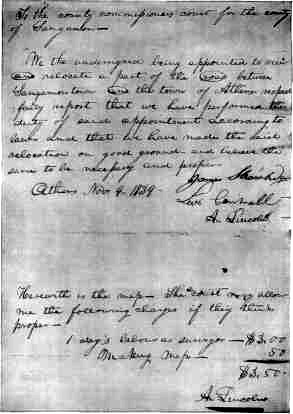 To the county commissioners court for the county
of Sangamon—
We the undersigned being appointed to view
and relocate a part of the road between
Sangamontown and the town of Athens respect
fully report that we have performed the
duty of said appointment according to
law and that we have made the said
relocation on good ground and believe the
same to be necessary and proper
Athens Nov 4. 1834
Levi Cantrall
A. Lincoln
Herewith is the map— The court may allow
me the following charges if they think
proper—
1 day's labour as surveyor — $3.00
Making map— 50
$3.50
A. Lincoln